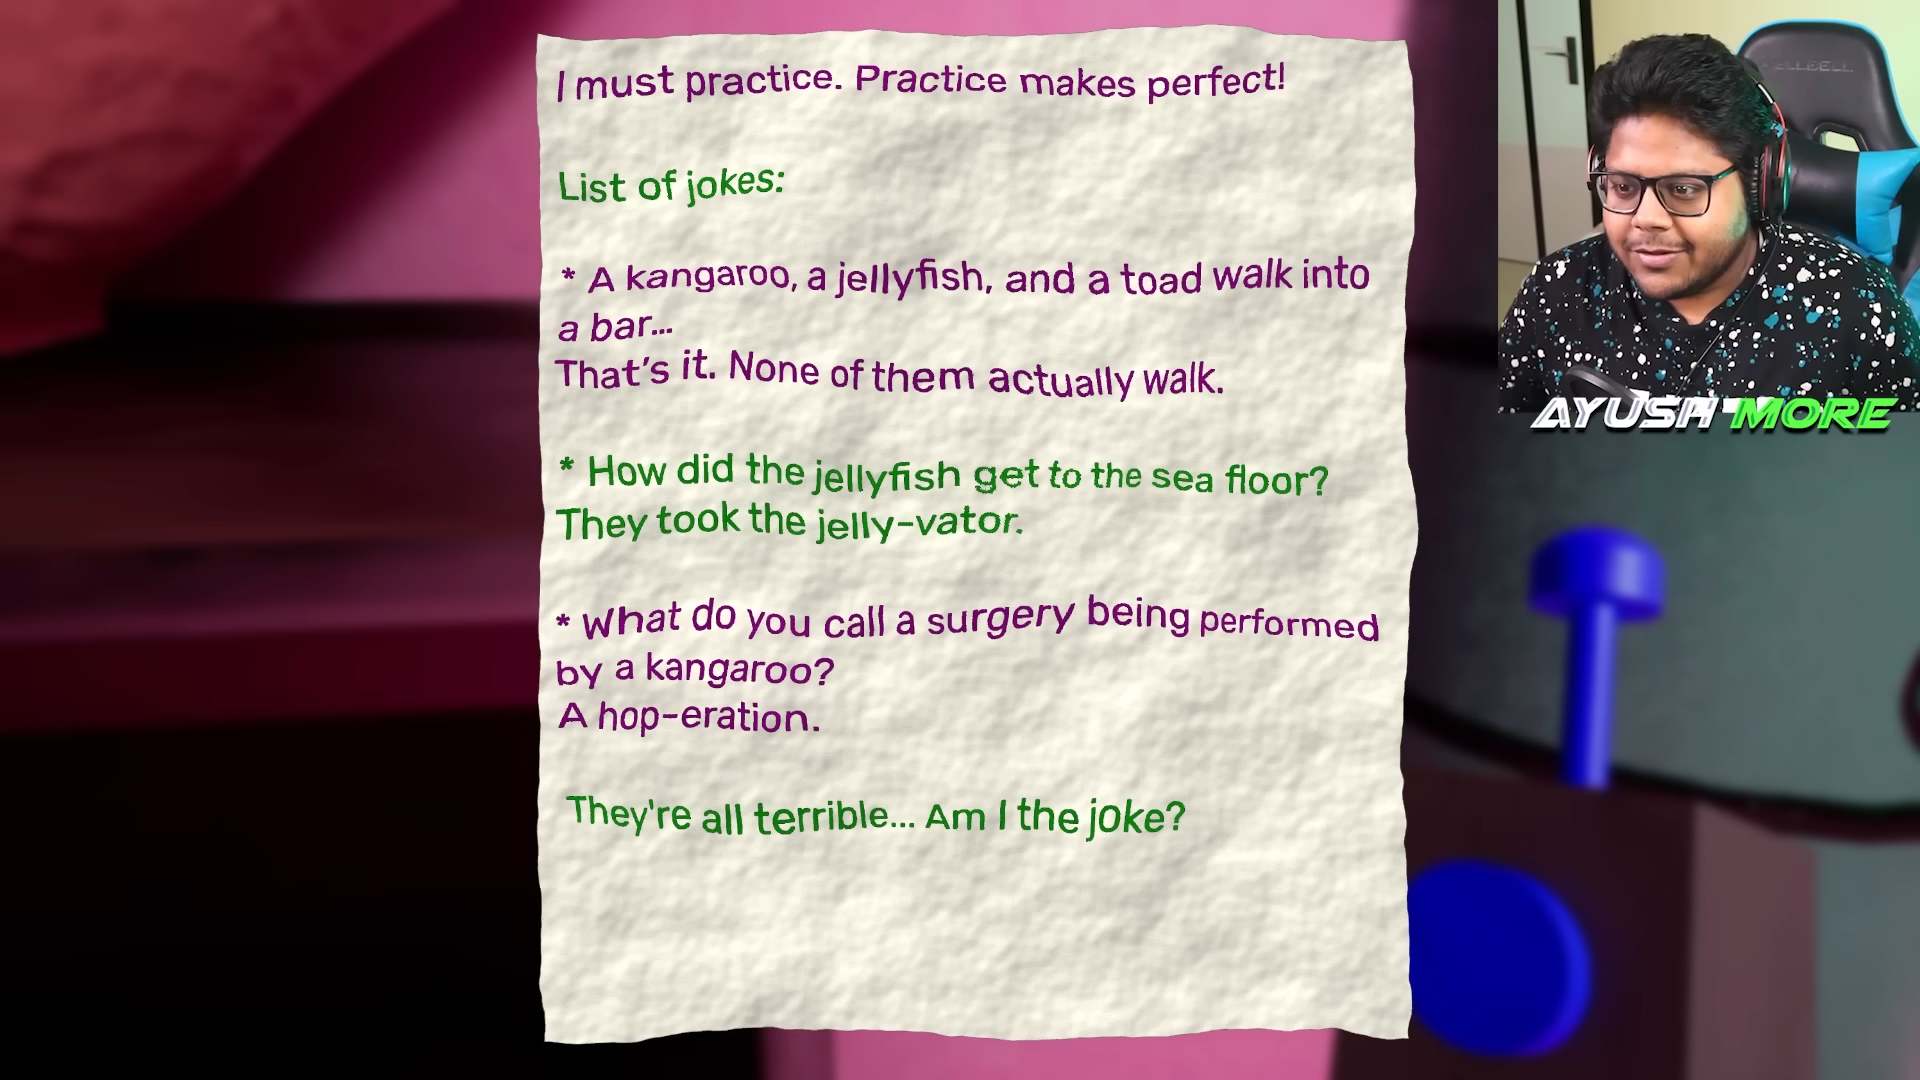 I must practice. Practice makes perfect!
List of jokes:
* A kangaroo, a jellyfish, and a toad walk into
a bar...
That's it. None of them actually walk.
* How did the jellyfish get to the sea floor?
They took the jelly-vator.
* What do you call a surgery being performed
by a kangaroo?
A hop-eration.
They're all terrible... Am I the joke?
AYUSH MORE